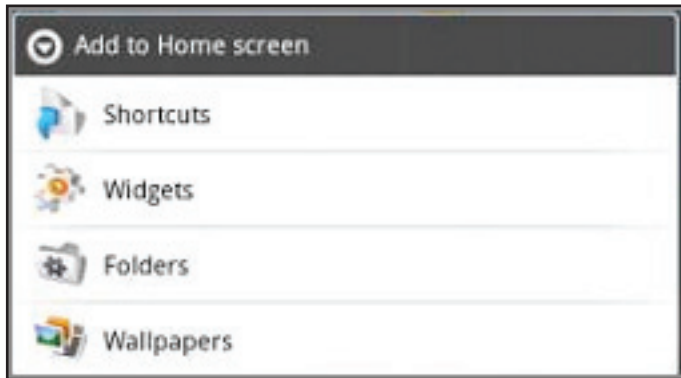 Add to Home screen
Shortcuts
Widgets
Folders
Wallpapers